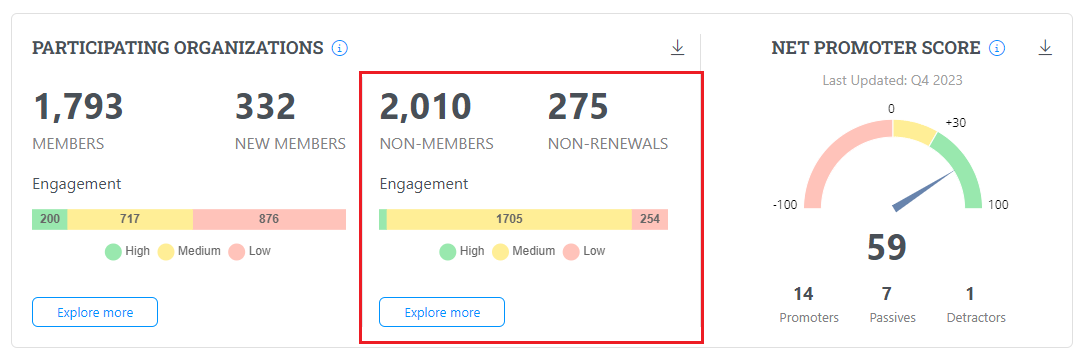 PARTICIPATING ORGANIZATIONS
1,793
MEMBERS
332
NEW MEMBERS
Engagement
200 717 876
High Medium Low
Explore more
2,010
NON-MEMBERS
275
NON-RENEWALS
Engagement
1705 254
High Medium Low
Explore more
NET PROMOTER SCORE
Last Updated: Q4 2023
0
+30
-100
100
59
14 7 1
Promoters Passives Detractors